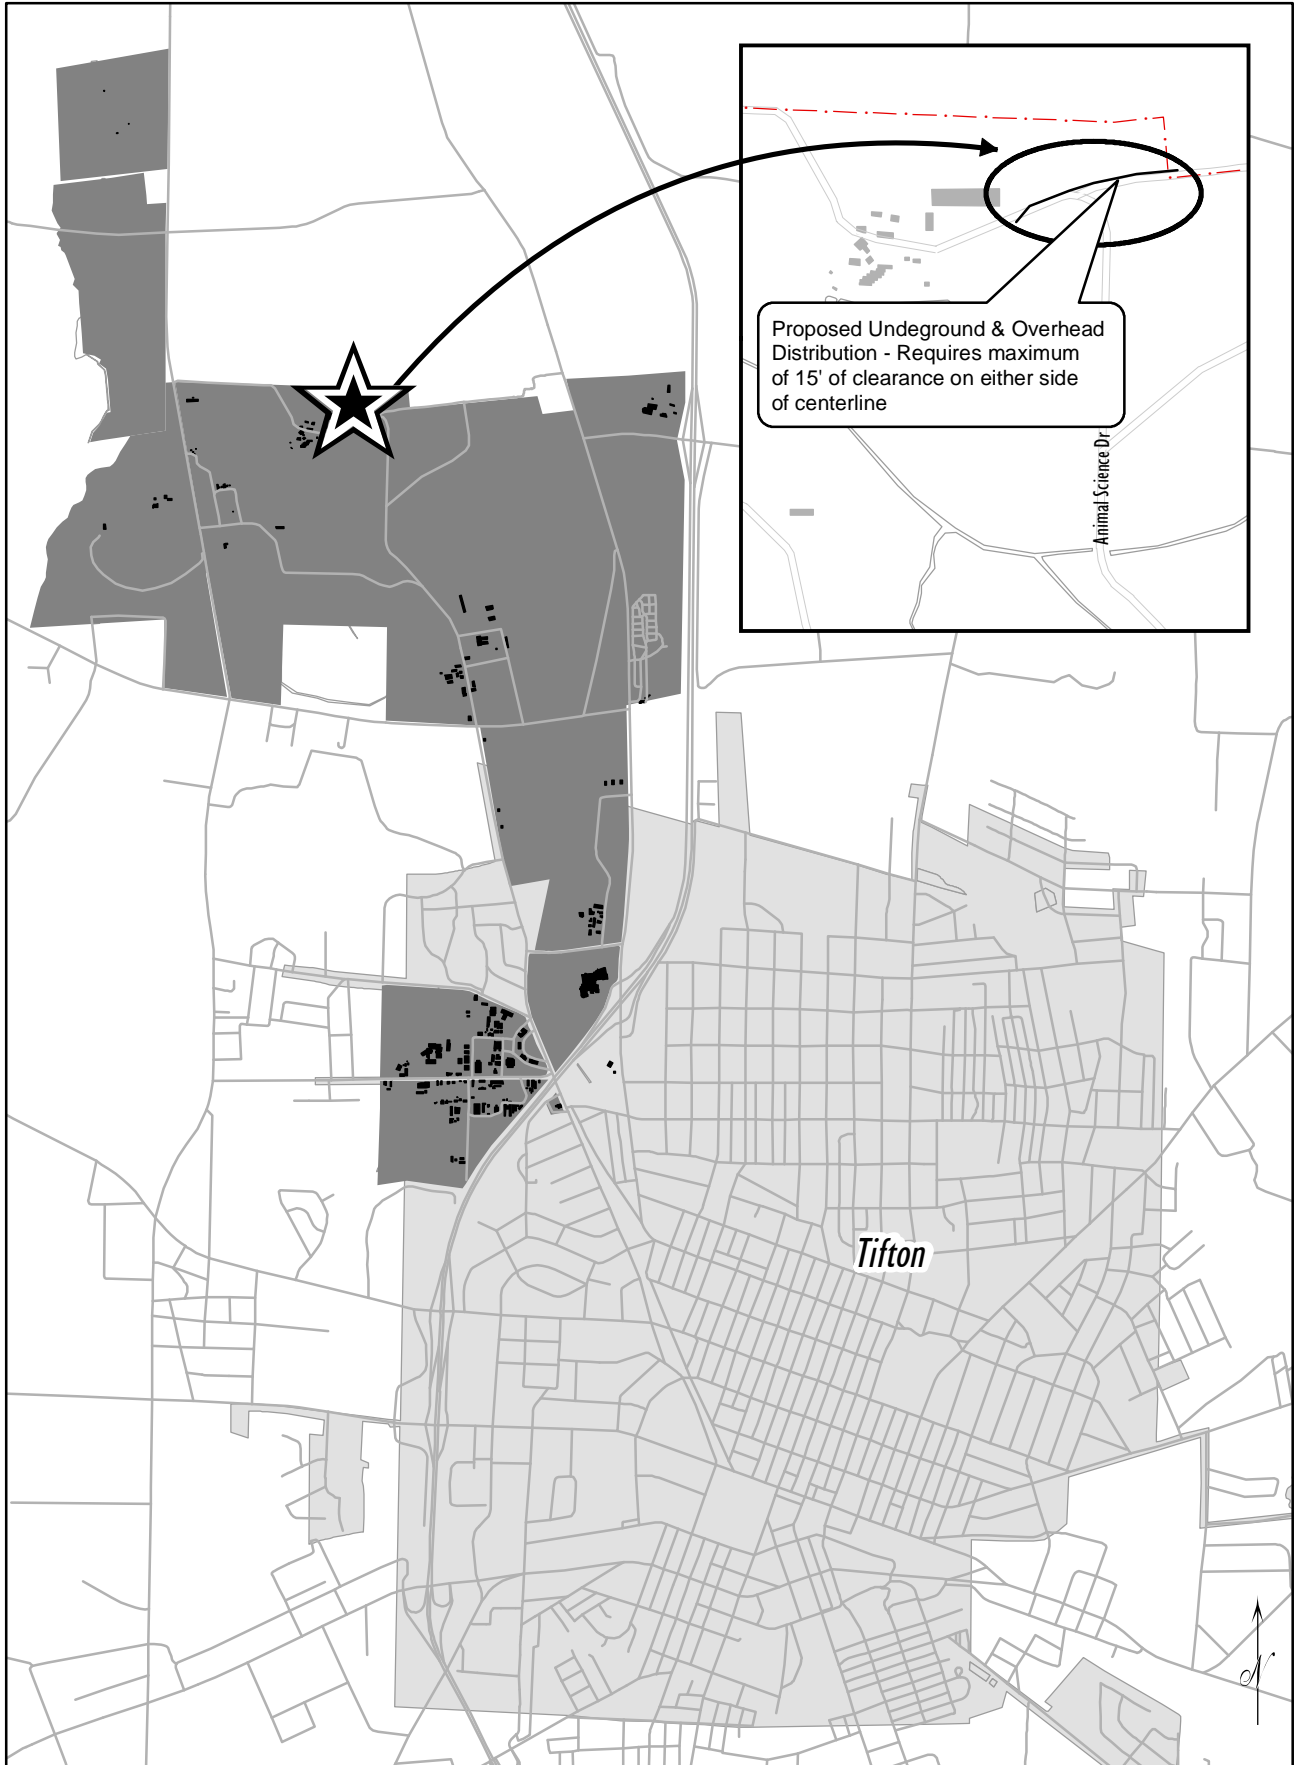 Proposed Undeground & Overhead
Distribution - Requires maximum
of 15' of clearance on either side
of centerline
Animal Science Dr
Tifton
N